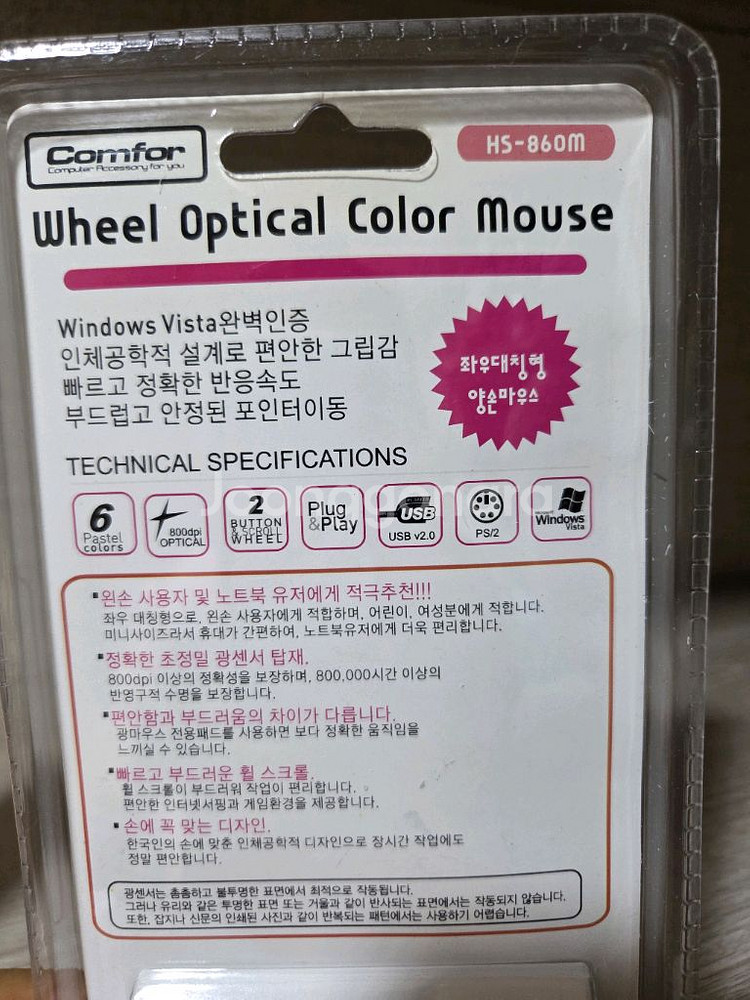 Comfor
Computer Accessory for you
HS-860M
Wheel Optical Color Mouse
Windows Vista완벽인증
인체공학적 설계로 편안한 그립감
빠르고 정확한 반응속도
부드럽고 안정된 포인터이동
좌우대칭형
양손마우스
TECHNICAL SPECIFICATIONS
6
Pastel
colors
800dpi
OPTICAL
2
BUTTON
& SCROLL
WHEEL
Plug
&Play
USB
USB v2.0
PS/2
Windows
Vista
Joonggonara
▪왼손 사용자 및 노트북 유저에게 적극추천!!!
좌우 대칭형으로, 왼손 사용자에게 적합하며, 어린이, 여성분에게 적합니다.
미니사이즈라서 휴대가 간편하여, 노트북유저에게 더욱 편리합니다.
▪정확한 초정밀 광센서 탑재.
800dpi 이상의 정확성을 보장하며, 800,000시간 이상의
반영구적 수명을 보장합니다.
▪편안함과 부드러움의 차이가 다릅니다.
광마우스 전용패드를 사용하면 보다 정확한 움직임을
느끼실 수 있습니다.
▪빠르고 부드러운 휠 스크롤.
휠 스크롤이 부드러워 작업이 편리합니다.
편안한 인터넷서핑과 게임환경을 제공합니다.
▪손에 꼭 맞는 디자인.
한국인의 손에 맞춘 인체공학적 디자인으로 장시간 작업에도
정말 편안합니다.
광센서는 촘촘하고 불투명한 표면에서 최적으로 작동됩니다.
그러나 유리와 같은 투명한 표면 또는 거울과 같이 반사되는 표면에서는 작동되지 않습니다.
또한, 잡지나 신문의 인쇄된 사진과 같이 반복되는 패턴에서는 사용하기 어렵습니다.